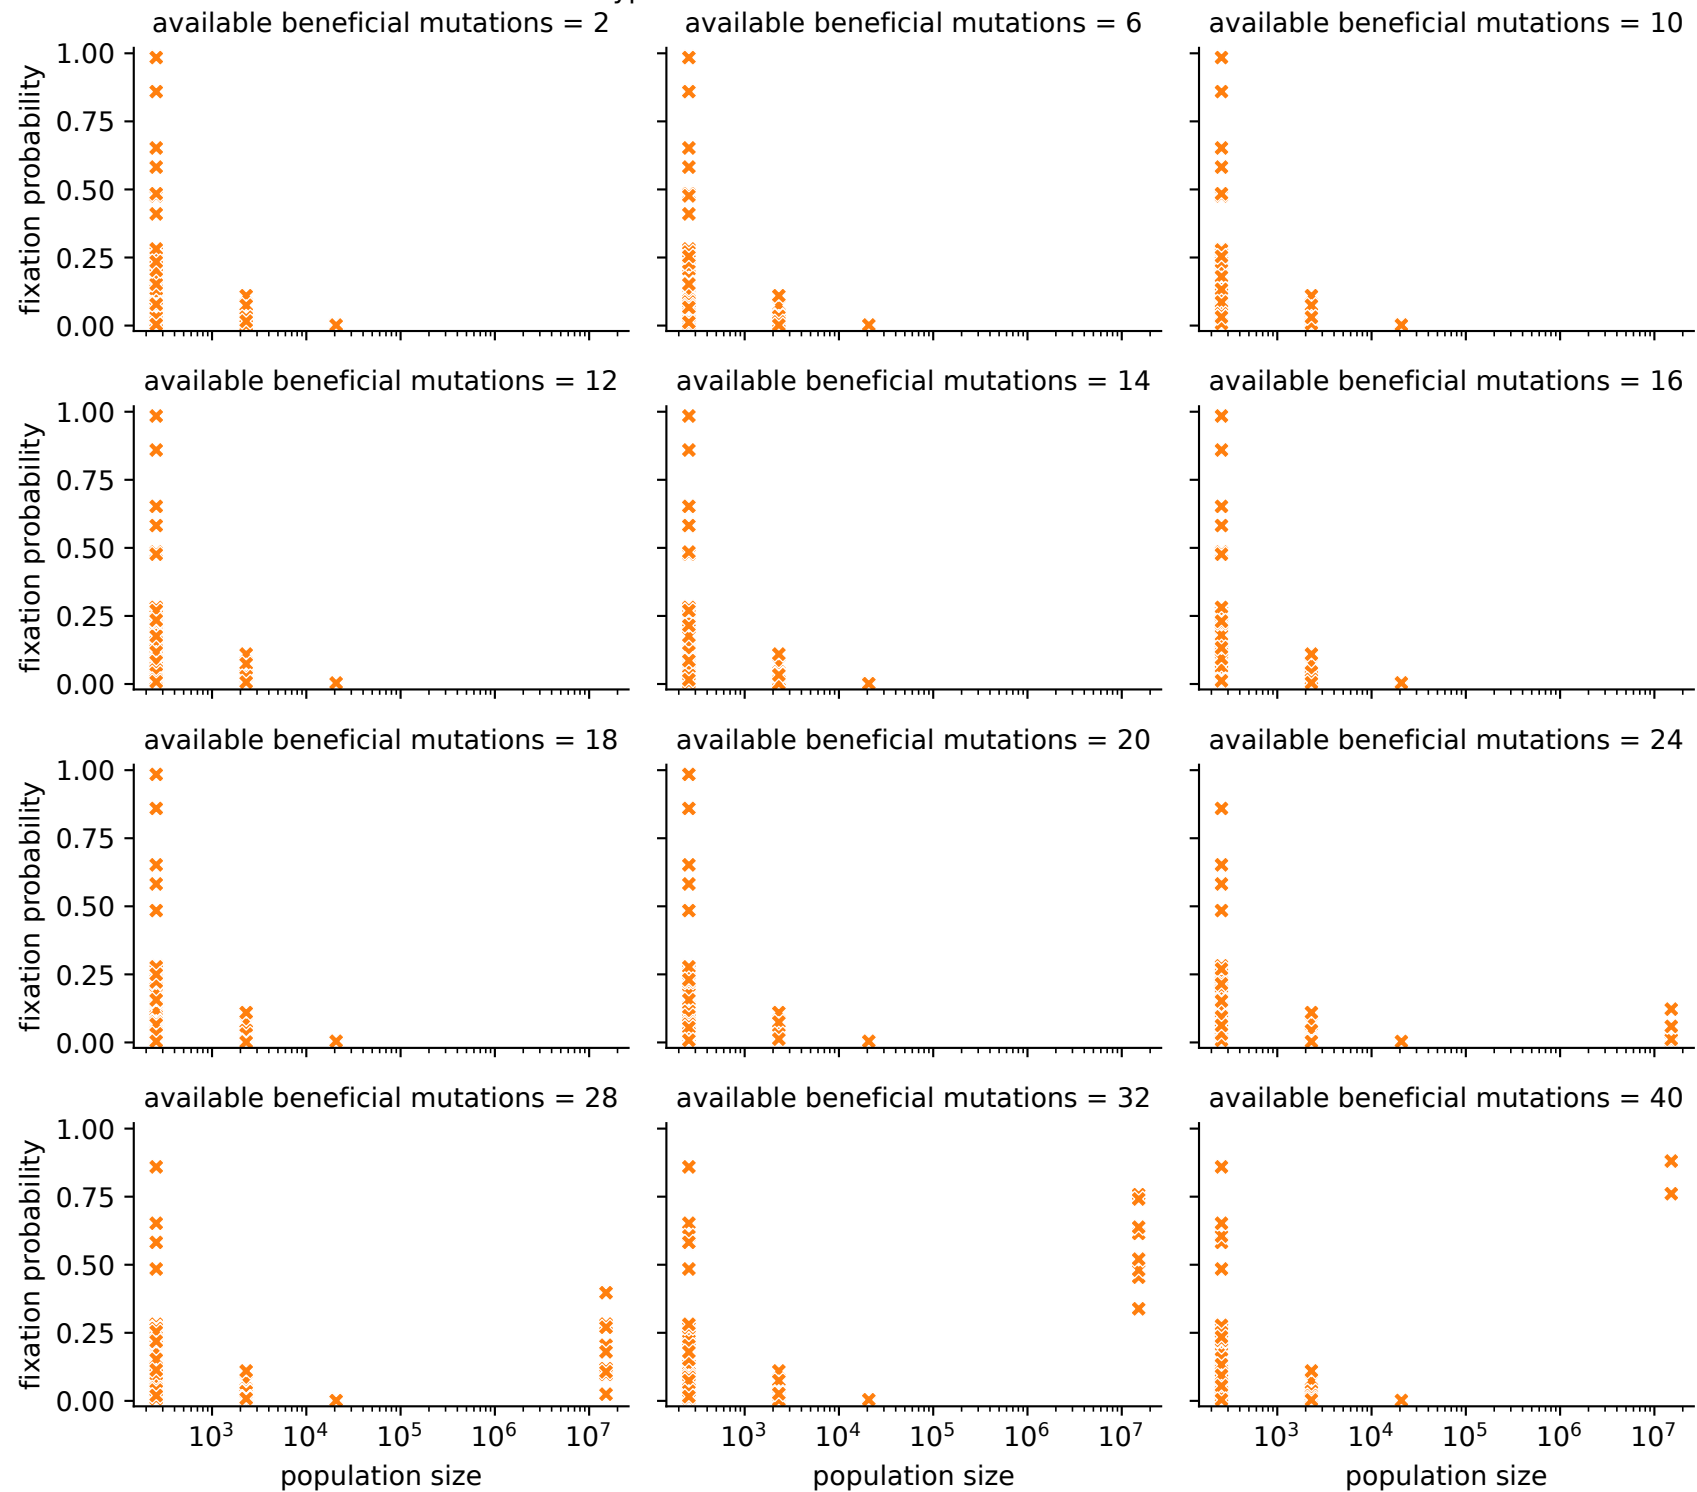 available beneficial mutations = 2
available beneficial mutations = 6
available beneficial mutations = 10
fixation probability
1.00
0.75
0.50
0.25
0.00
available beneficial mutations = 12
available beneficial mutations = 14
available beneficial mutations = 16
fixation probability
1.00
0.75
0.50
0.25
0.00
available beneficial mutations = 18
available beneficial mutations = 20
available beneficial mutations = 24
fixation probability
1.00
0.75
0.50
0.25
0.00
available beneficial mutations = 28
available beneficial mutations = 32
available beneficial mutations = 40
fixation probability
1.00
0.75
0.50
0.25
0.00
10³ 10⁴ 10⁵ 10⁶ 10⁷
10³ 10⁴ 10⁵ 10⁶ 10⁷
10³ 10⁴ 10⁵ 10⁶ 10⁷
population size
population size
population size